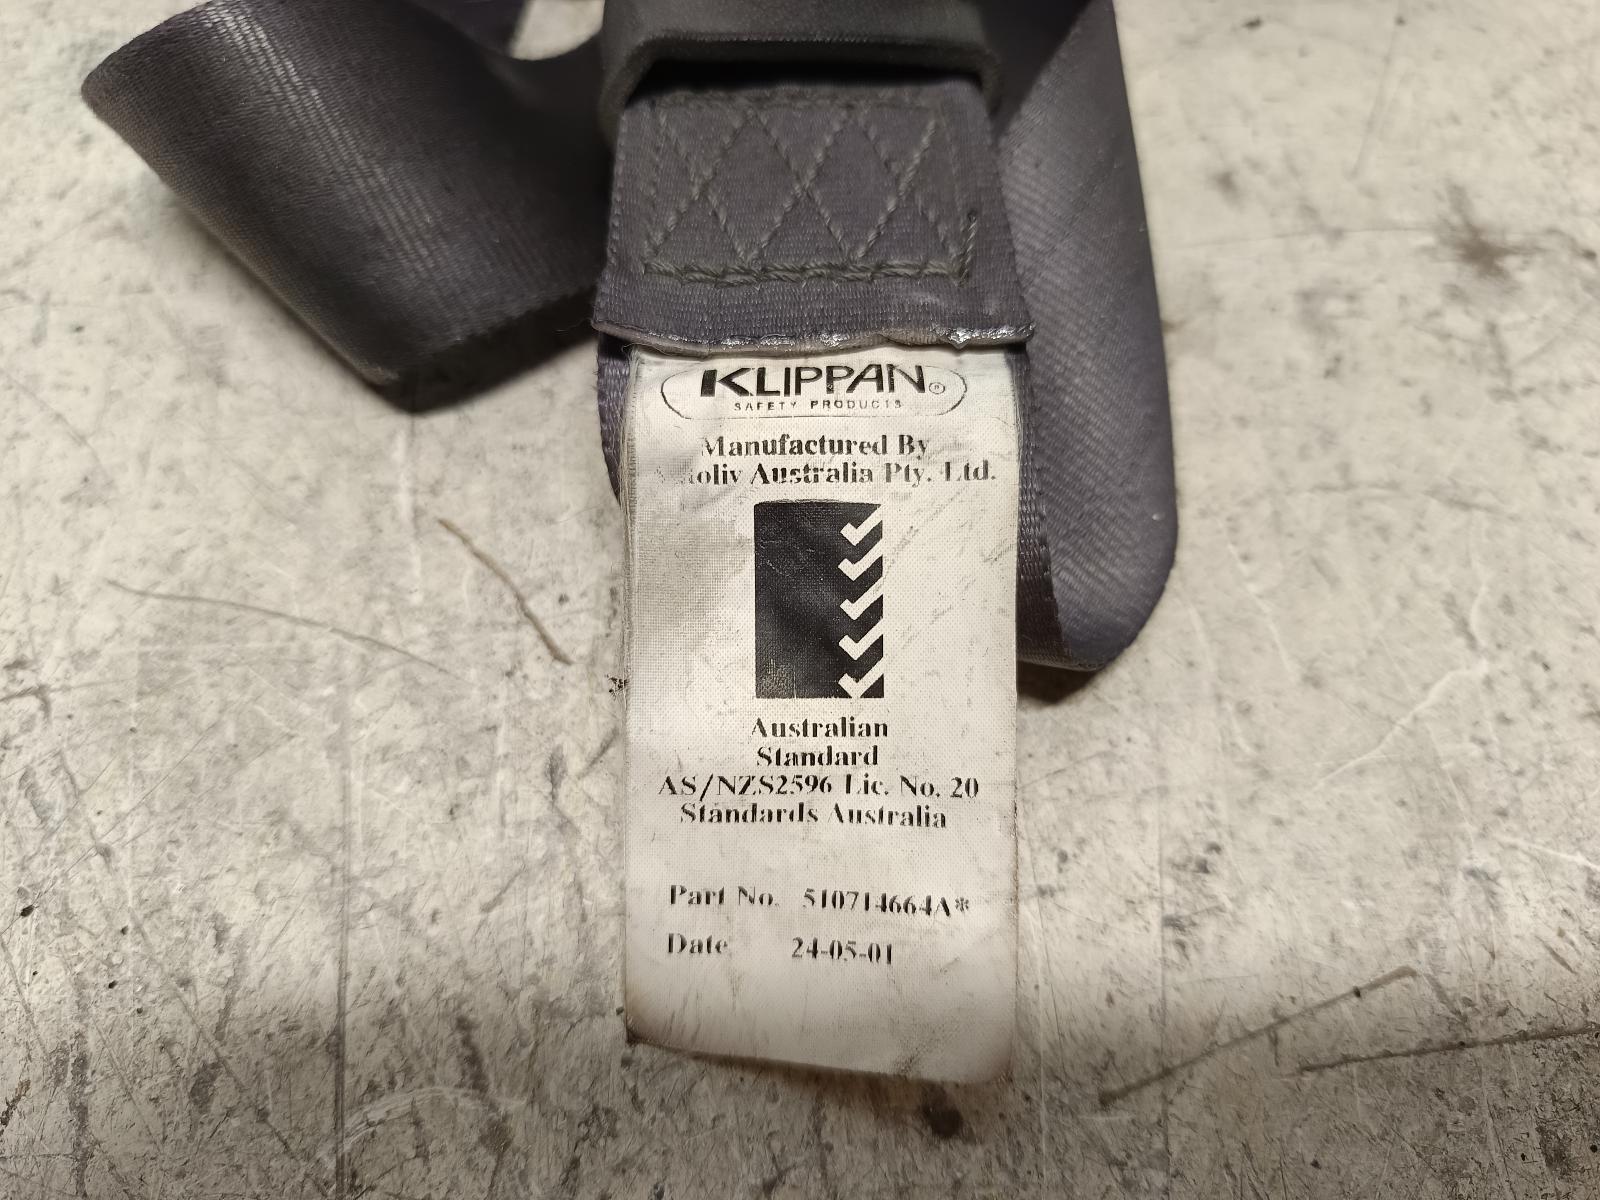 KLIPPAN ®
SAFETY PRODUCTS
Manufactured By
oliv Australia Pty. Ltd.
Australian
Standard
AS/NZS2596 Lic. No. 20
Standards Australia
Part No. 510714664A*
Date 24-05-01